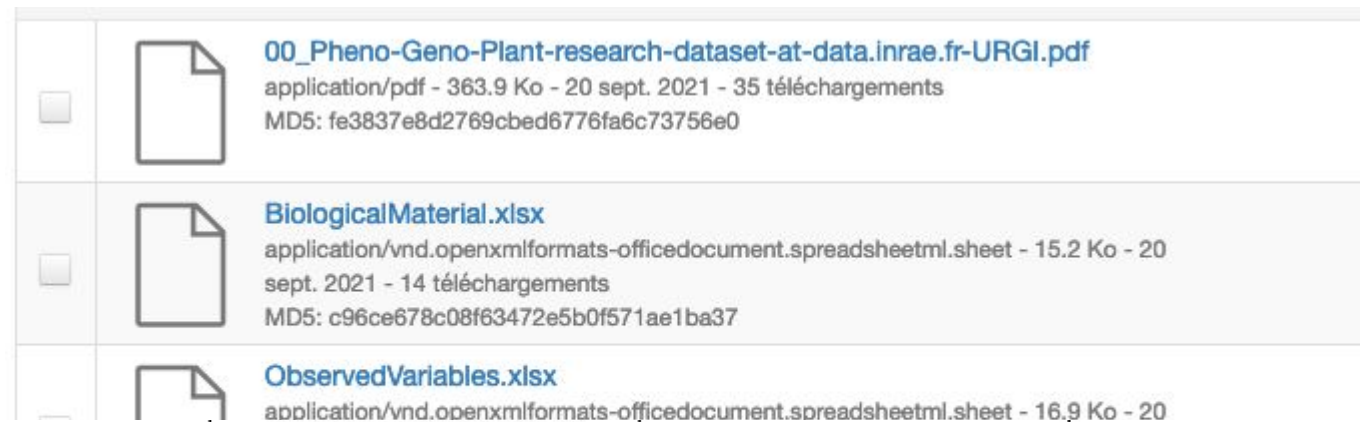 00_Pheno-Geno-Plant-research-dataset-at-data.inrae.fr-URGI.pdf
application/pdf - 363.9 Ko - 20 sept. 2021 - 35 téléchargements
MD5: fe3837e8d2769cbed6776fa6c73756e0
BiologicalMaterial.xlsx
application/vnd.openxmlformats-officedocument.spreadsheetml.sheet - 15.2 Ko - 20
sept. 2021 - 14 téléchargements
MD5: c96ce678c08f63472e5b0f571ae1ba37
ObservedVariables.xlsx
application/vnd.openxmlformats-officedocument.spreadsheetml.sheet - 16.9 Ko - 20